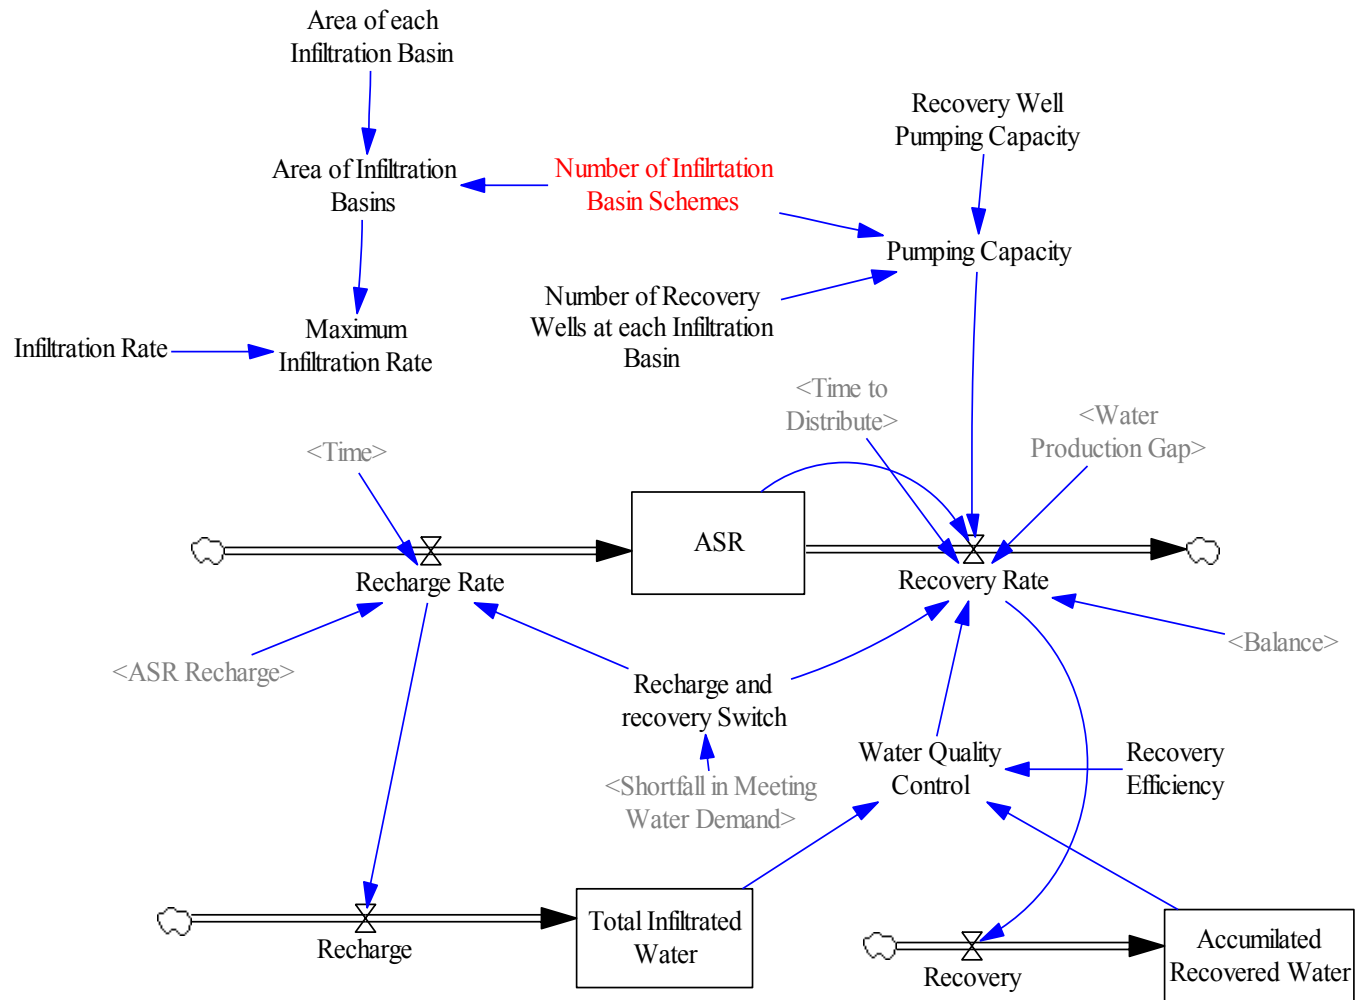 Area of each
Infiltration Basin
Recovery Well
Pumping Capacity
Area of Infiltration
Basins
Number of Infilrtation
Basin Schemes
Pumping Capacity
Number of Recovery
Wells at each Infiltration
Basin
Infiltration Rate
Maximum
Infiltration Rate
<Time to
Distribute>
<Water
Production Gap>
<Time>
ASR
Recharge Rate
Recovery Rate
<ASR Recharge>
<Balance>
Recharge and
recovery Switch
Water Quality
Control
Recovery
Efficiency
<Shortfall in Meeting
Water Demand>
Total Infiltrated
Water
Recharge
Accumilated
Recovered Water
Recovery